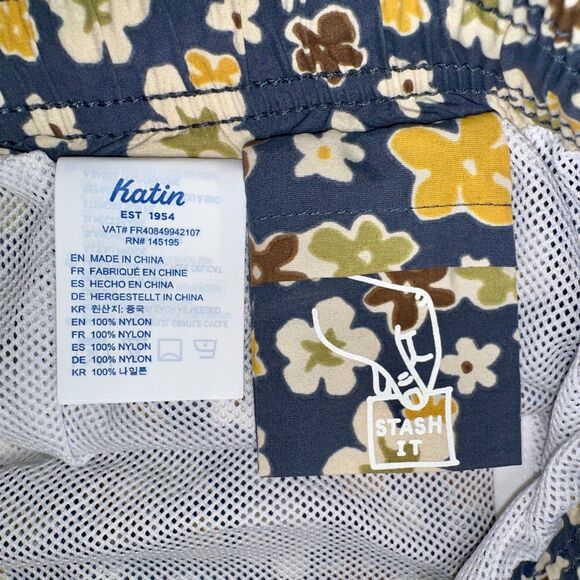 Katin
EST 1954
VAT# FR40849942107
RN# 145195
EN MADE IN CHINA
FR FABRIQUÉ EN CHINE
ES HECHO EN CHINA
DE HERGESTELLT IN CHINA
KR 원산지: 중국
EN 100% NYLON
FR 100% NYLON
ES 100% NYLON
DE 100% NYLON
KR 100% 나일론
STASH
IT